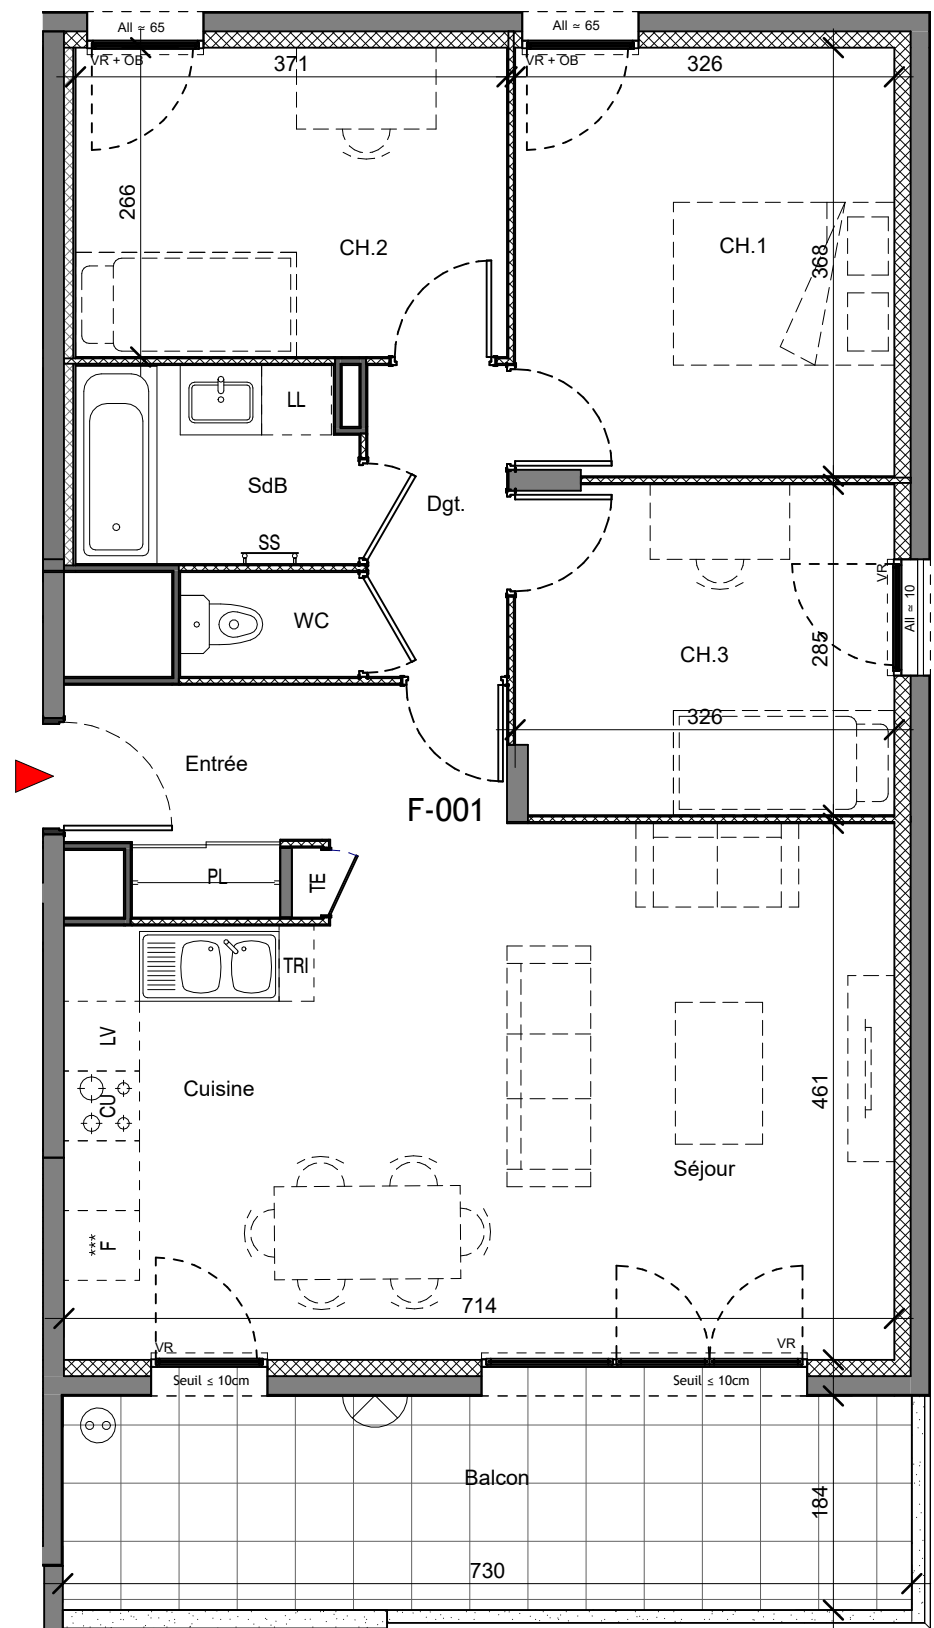 All ≃ 65
All ≃ 65
VR + OB
371
VR + OB
326
266
CH.2
CH.1
368
LL
SdB
Dgt.
SS
WC
VR
All ≃ 10
CH.3
285
326
Entrée
F-001
PL
TE
TRI
LV
Cuisine
CU
461
Séjour
***
F
714
VR
VR
Seuil ≤ 10cm
Seuil ≤ 10cm
Balcon
184
730